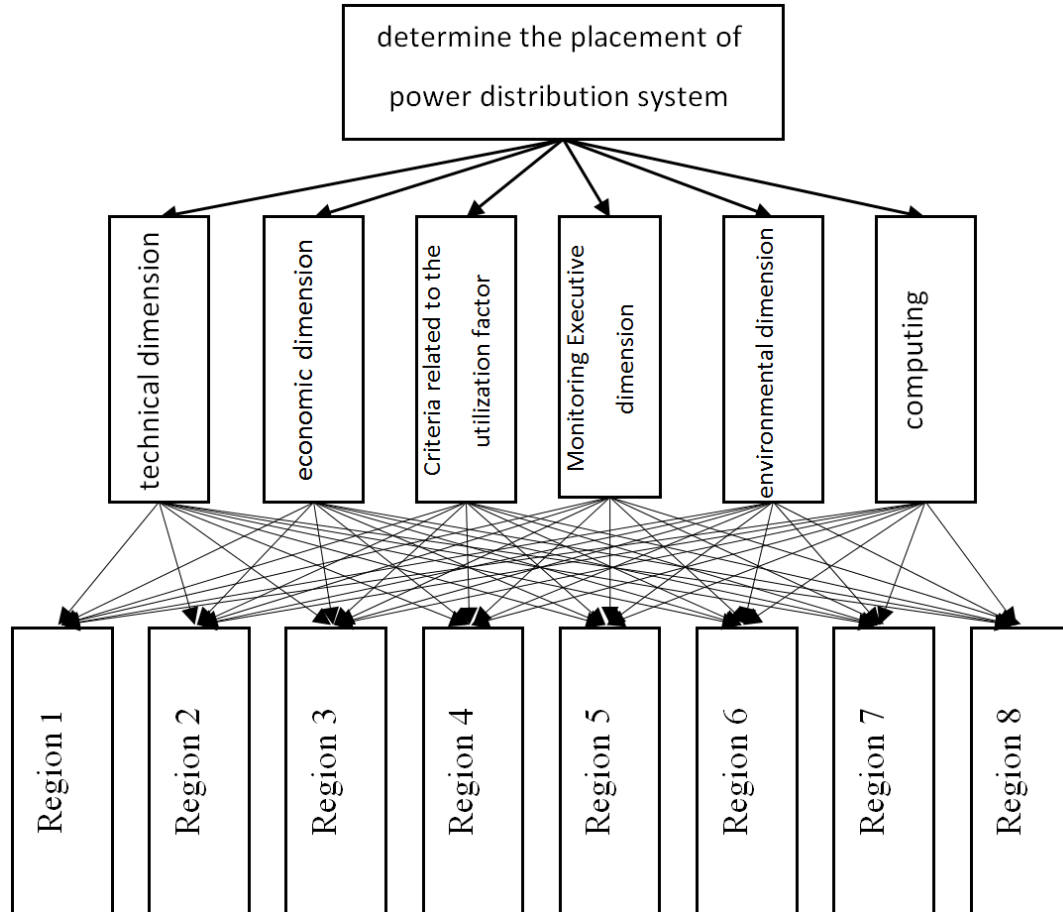 determine the placement of
power distribution system
technical dimension
economic dimension
Criteria related to the
utilization factor
Monitoring Executive
dimension
environmental dimension
computing
Region 1
Region 2
Region 3
Region 4
Region 5
Region 6
Region 7
Region 8